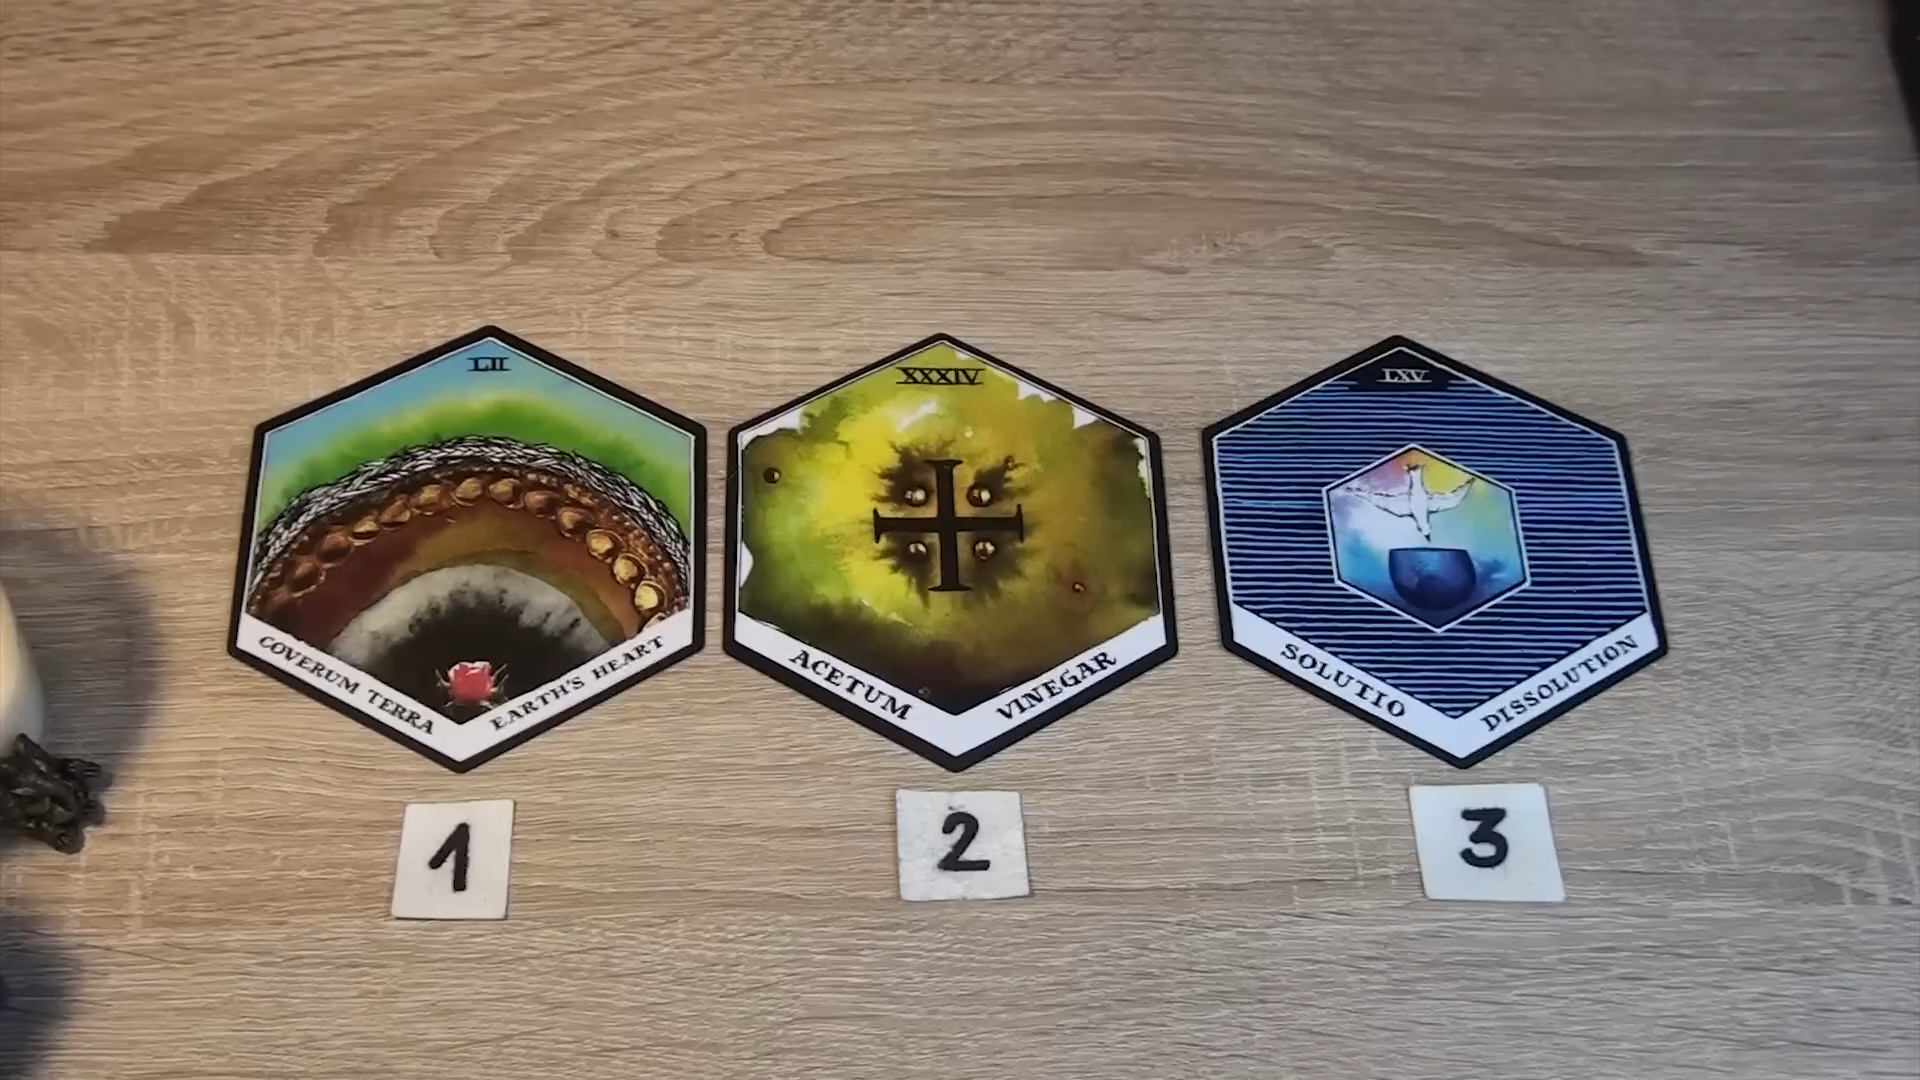 LII
COVERUM TERRA
EARTH'S HEART
XXXIV
ACETUM
VINEGAR
LXV
SOLUTIO
DISSOLUTION
1
2
3